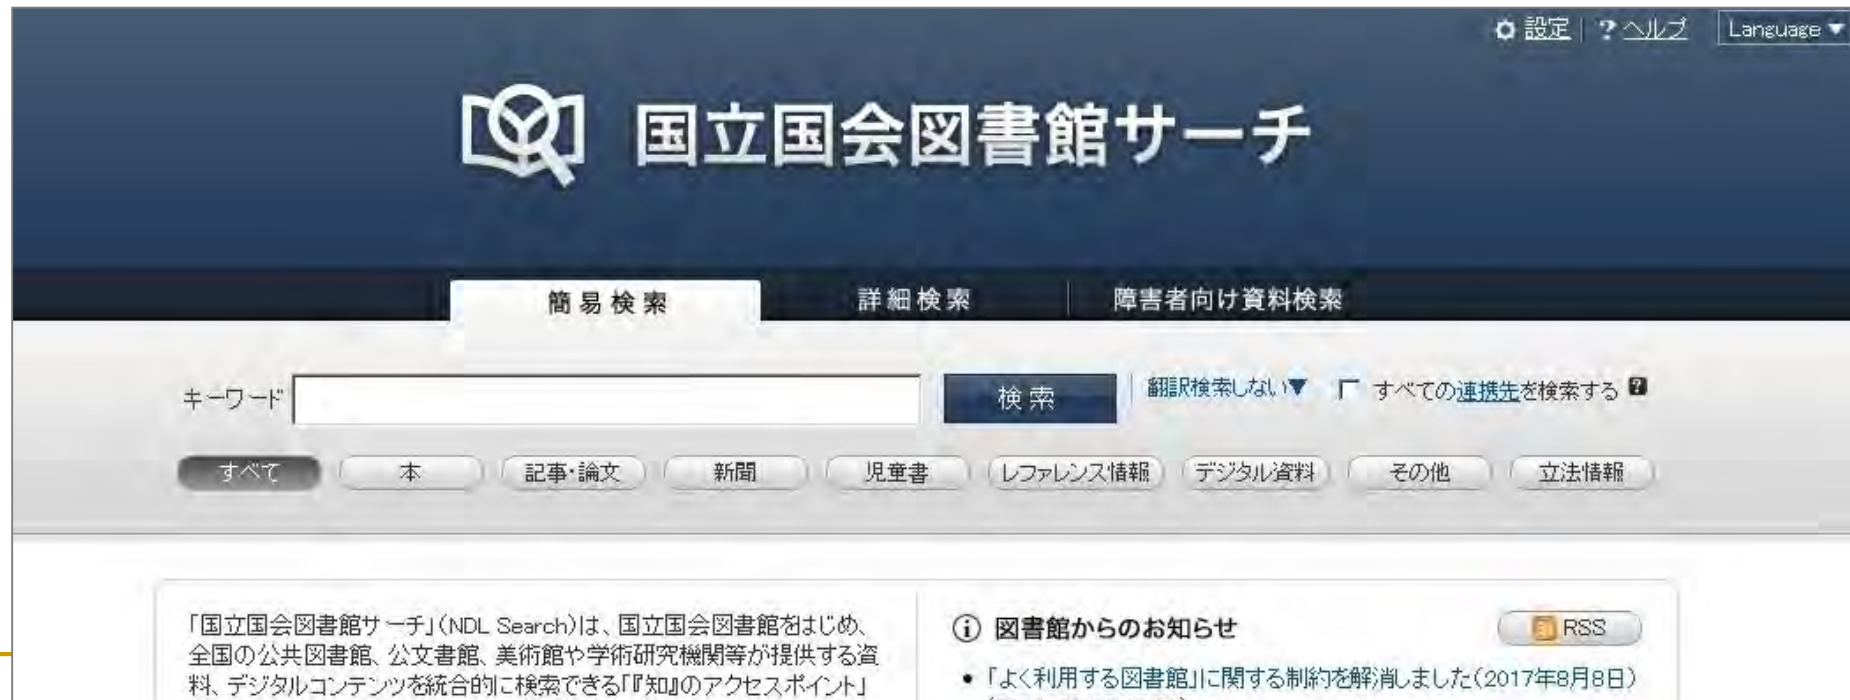 設定 ? ヘルプ Language▼
国立国会図書館サーチ
簡易検索 詳細検索 障害者向け資料検索
キーワード 検索 翻訳検索しない▼ すべての連携先を検索する ?
すべて 本 記事・論文 新聞 児童書 レファレンス情報 デジタル資料 その他 立法情報
「国立国会図書館サーチ」(NDL Search)は、国立国会図書館をはじめ、
全国の公共図書館、公文書館、美術館や学術研究機関等が提供する資
料、デジタルコンテンツを統合的に検索できる「『知』のアクセスポイント」
図書館からのお知らせ RSS
• 「よく利用する図書館」に関する制約を解消しました(2017年8月8日)